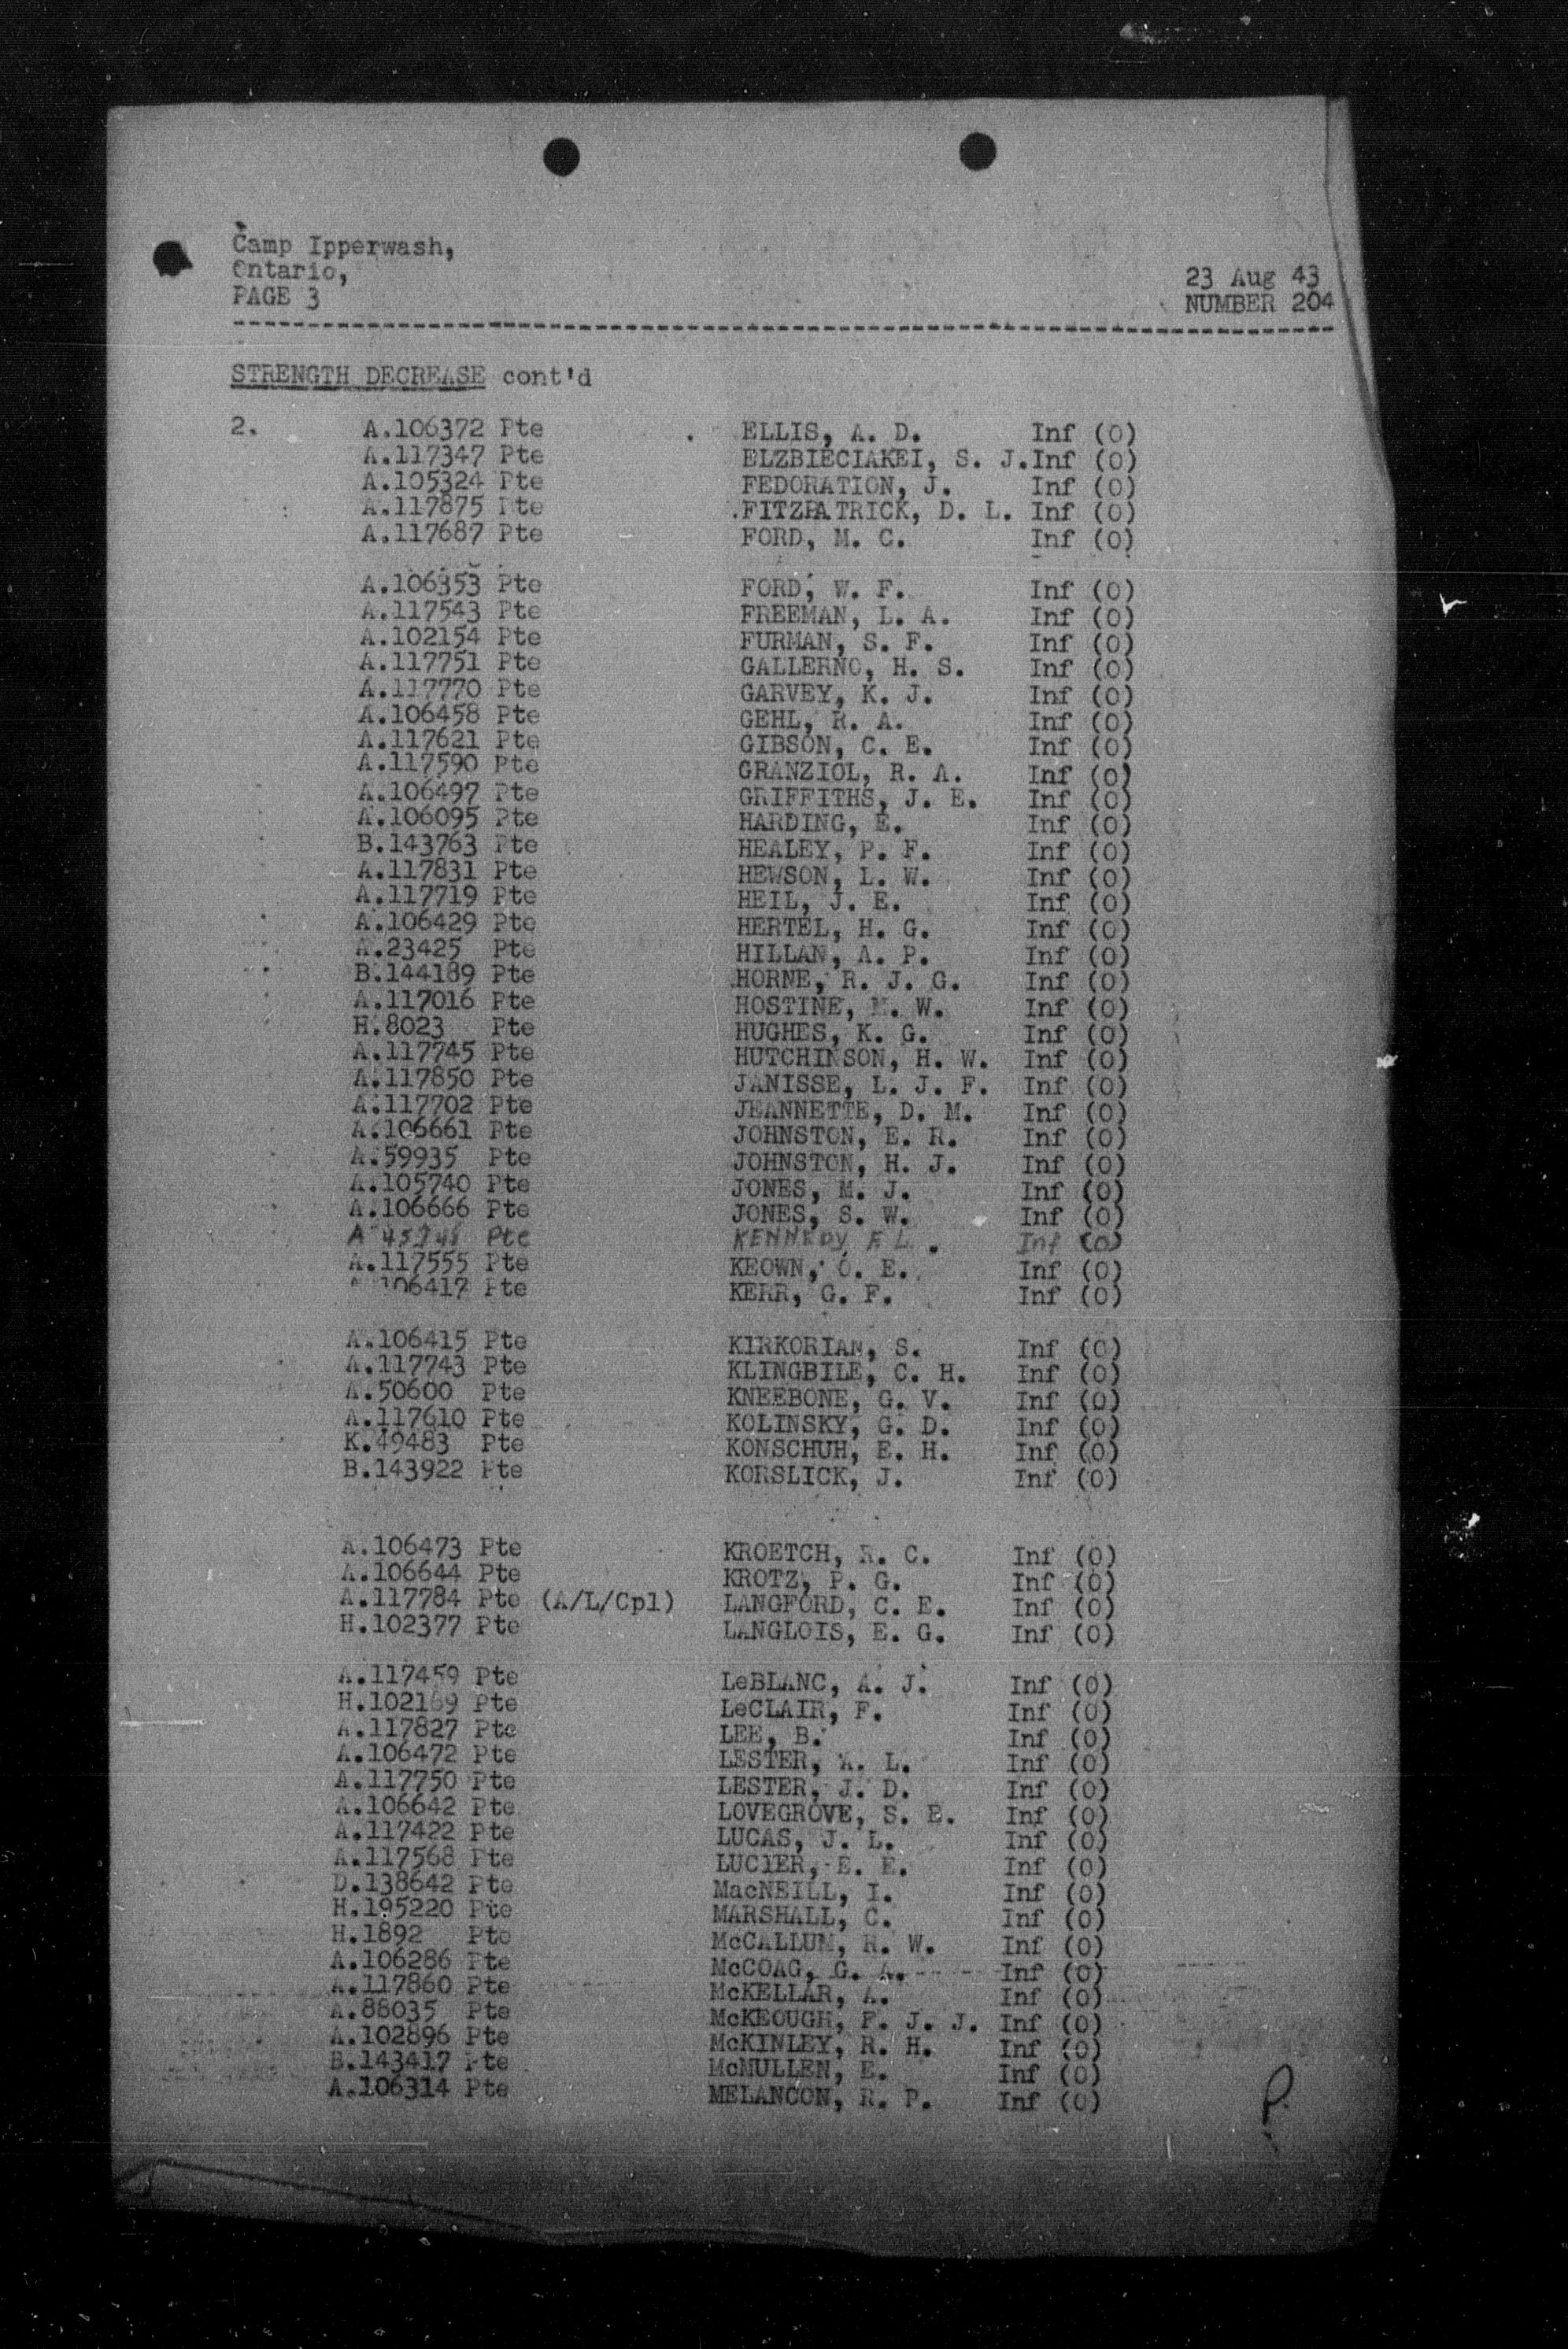 Camp Ipperwash,
Ontario,
PAGE 3
23 Aug 43
NUMBER 204
STRENGTH DECREASE cont'd
2. A.106372 Pte ELLIS, A. D. Inf (O)
A.117347 Pte ELZBIECIAKEI, S. J. Inf (O)
A.105324 Pte FEDORATION, J. Inf (O)
A.117875 Pte FITZPATRICK, D. L. Inf (O)
A.117687 Pte FORD, M. C. Inf (O)
A.106353 Pte FORD, W. F. Inf (O)
A.117543 Pte FREEMAN, L. A. Inf (O)
A.102154 Pte FURMAN, S. F. Inf (O)
A.117751 Pte GALLERNO, H. S. Inf (O)
A.117770 Pte GARVEY, K. J. Inf (O)
A.106458 Pte GEHL, R. A. Inf (O)
A.117621 Pte GIBSON, C. E. Inf (O)
A.117590 Pte GRANZIOL, R. A. Inf (O)
A.106497 Pte GRIFFITHS, J. E. Inf (O)
A.106095 Pte HARDING, E. Inf (O)
B.143763 Pte HEALEY, P. F. Inf (O)
A.117831 Pte HEWSON, L. W. Inf (O)
A.117719 Pte HEIL, J. E. Inf (O)
A.106429 Pte HERTEL, H. G. Inf (O)
A.23425 Pte HILLAN, A. P. Inf (O)
B.144189 Pte HORNE, R. J. G. Inf (O)
A.117016 Pte HOSTINE, M. W. Inf (O)
H.8023 Pte HUGHES, K. G. Inf (O)
A.117745 Pte HUTCHINSON, H. W. Inf (O)
A.117850 Pte JANISSE, L. J. F. Inf (O)
A.117702 Pte JEANNETTE, D. M. Inf (O)
A.106661 Pte JOHNSTON, E. R. Inf (O)
A.59935 Pte JOHNSTON, H. J. Inf (O)
A.105740 Pte JONES, M. J. Inf (O)
A.106666 Pte JONES, S. W. Inf (O)
Pte KENNEDY, F L. Inf (O)
A.117555 Pte KEOWN, O. E. Inf (O)
A.106417 Pte KERR, G. F. Inf (O)
A.106415 Pte KIRKORIAN, S. Inf (O)
A.117743 Pte KLINGBILE, C. H. Inf (O)
A.50600 Pte KNEEBONE, G. V. Inf (O)
A.117610 Pte KOLINSKY, G. D. Inf (O)
K.49483 Pte KONSCHUH, E. H. Inf (O)
B.143922 Pte KORSLICK, J. Inf (O)
A.106473 Pte KROETCH, R. C. Inf (O)
A.106644 Pte KROTZ, P. G. Inf (O)
A.117784 Pte (A/L/Cpl) LANGFORD, C. E. Inf (O)
H.102377 Pte LANGLOIS, E. G. Inf (O)
A.117459 Pte LeBLANC, A. J. Inf (O)
H.102169 Pte LeCLAIR, F. Inf (O)
A.117827 Pte LEE, B. Inf (O)
A.106472 Pte LESTER, A. L. Inf (O)
A.117750 Pte LESTER, J. D. Inf (O)
A.106642 Pte LOVEGROVE, S. E. Inf (O)
A.117422 Pte LUCAS, J. L. Inf (O)
A.117568 Pte LUCIER, E. E. Inf (O)
D.138642 Pte MacNEILL, I. Inf (O)
H.195220 Pte MARSHALL, C. Inf (O)
H.1892 Pte McCALLUM, R. W. Inf (O)
A.106286 Pte McCOAG, G. A. Inf (O)
A.117860 Pte McKELLAR, A. Inf (O)
A.88035 Pte McKEOUGH, F. J. J. Inf (O)
A.102896 Pte McKINLEY, R. H. Inf (O)
B.143417 Pte McMULLEN, E. Inf (O)
A.106314 Pte MELANCON, R. P. Inf (O)